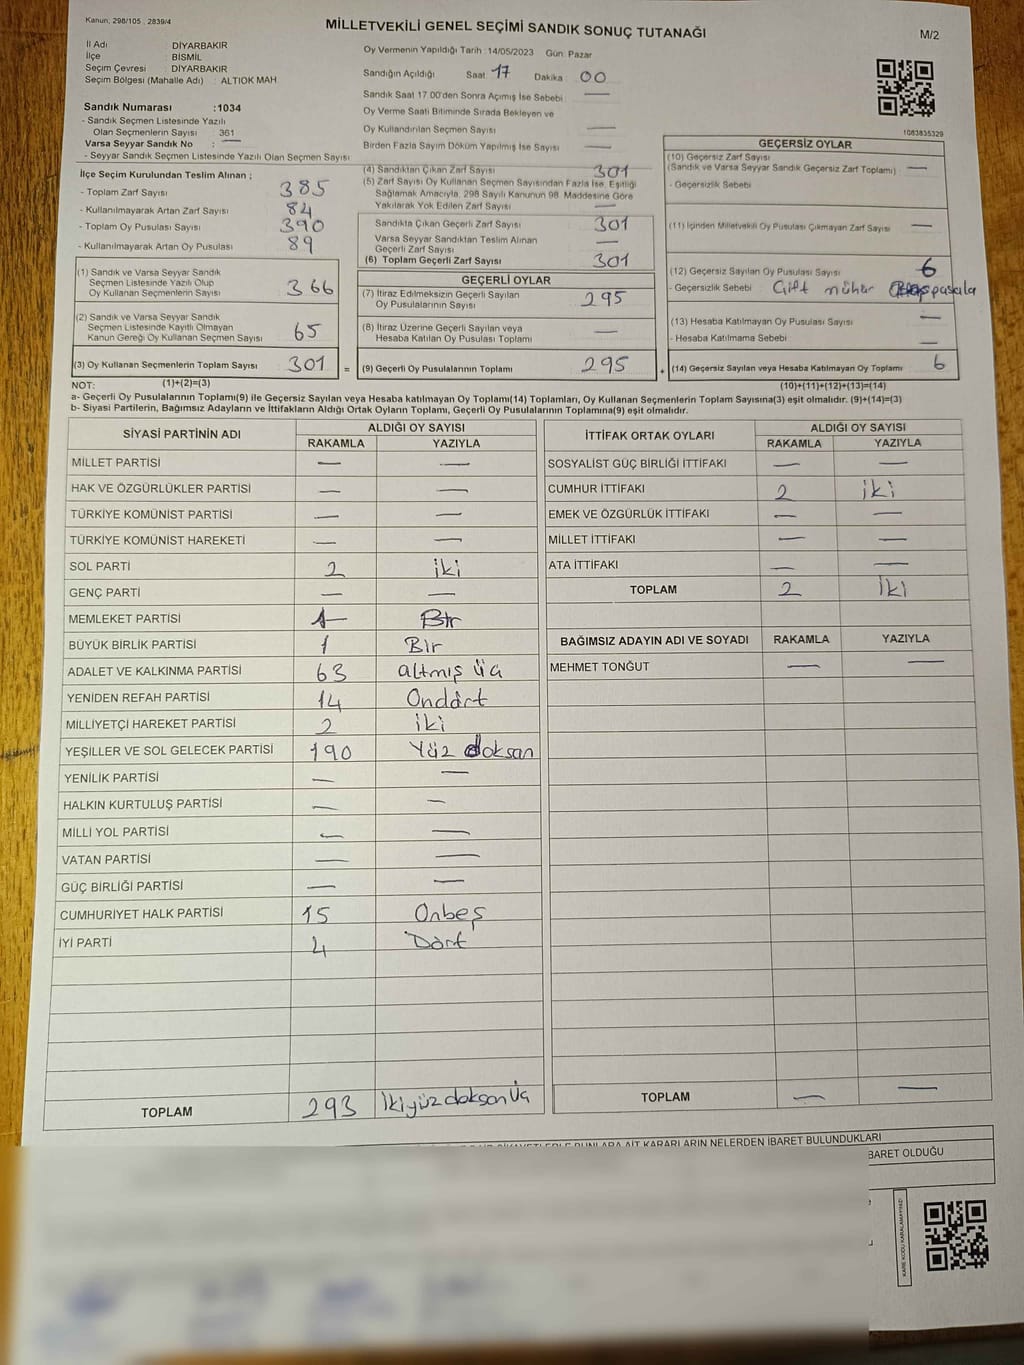 Kanun, 298/105 , 2839/4
MİLLETVEKİLİ GENEL SEÇİMİ SANDIK SONUÇ TUTANAĞI
M/2
İl Adı DİYARBAKIR
İlçe BİSMİL
Seçim Çevresi DİYARBAKIR
Seçim Bölgesi (Mahalle Adı) : ALTIOK MAH.
Sandık Numarası :1034
- Sandık Seçmen Listesinde Yazılı
Olan Seçmenlerin Sayısı : 361
Varsa Seyyar Sandık No : —
- Seyyar Sandık Seçmen Listesinde Yazılı Olan Seçmen Sayısı :
Oy Vermenin Yapıldığı Tarih :14/05/2023 Gün: Pazar
Sandığın Açıldığı Saat : 17 Dakika : 00
Sandık Saat 17.00'den Sonra Açımış İse Sebebi : —
Oy Verme Saati Bitiminde Sırada Bekleyen ve
Oy Kullandırılan Seçmen Sayısı —
Birden Fazla Sayım Döküm Yapılmış İse Sayısı : —
1083835329
İlçe Seçim Kurulundan Teslim Alınan ;
- Toplam Zarf Sayısı : 385
- Kullanılmayarak Artan Zarf Sayısı : 84
- Toplam Oy Pusulası Sayısı : 390
- Kullanılmayarak Artan Oy Pusulası : 89
(1) Sandık ve Varsa Seyyar Sandık
Seçmen Listesinde Yazılı Olup
Oy Kullanan Seçmenlerin Sayısı : 366
(2) Sandık ve Varsa Seyyar Sandık
Seçmen Listesinde Kayıtlı Olmayan
Kanun Gereği Oy Kullanan Seçmen Sayısı : 65
(3) Oy Kullanan Seçmenlerin Toplam Sayısı : 301
(1)+(2)=(3)
(4) Sandıktan Çıkan Zarf Sayısı : 301
(5) Zarf Sayısı Oy Kullanan Seçmen Sayısından Fazla İse, Eşitliği
Sağlamak Amacıyla, 298 Sayılı Kanunun 98. Maddesine Göre
Yakılarak Yok Edilen Zarf Sayısı : —
Sandıkta Çıkan Geçerli Zarf Sayısı : 301
Varsa Seyyar Sandıktan Teslim Alınan
Geçerli Zarf Sayısı : —
(6) Toplam Geçerli Zarf Sayısı : 301
GEÇERLİ OYLAR
(7) İtiraz Edilmeksizin Geçerli Sayılan
Oy Pusulalarının Sayısı : 295
(8) İtiraz Üzerine Geçerli Sayılan veya
Hesaba Katılan Oy Pusulası Toplamı : —
= (9) Geçerli Oy Pusulalarının Toplamı : 295
GEÇERSİZ OYLAR
(10) Geçersiz Zarf Sayısı
(Sandık ve Varsa Seyyar Sandık Geçersiz Zarf Toplamı) : —
- Geçersizlik Sebebi :
(11) İçinden Milletvekili Oy Pusulası Çıkmayan Zarf Sayısı : —
(12) Geçersiz Sayılan Oy Pusulası Sayısı : 6
- Geçersizlik Sebebi : Çift mühür
(13) Hesaba Katılmayan Oy Pusulası Sayısı : —
- Hesaba Katılmama Sebebi : —
+ (14) Geçersiz Sayılan veya Hesaba Katılmayan Oy Toplamı : 6
(10)+(11)+(12)+(13)=(14)
NOT:
a- Geçerli Oy Pusulalarının Toplamı(9) ile Geçersiz Sayılan veya Hesaba katılmayan Oy Toplamı(14) Toplamları, Oy Kullanan Seçmenlerin Toplam Sayısına(3) eşit olmalıdır. (9)+(14)=(3)
b- Siyasi Partilerin, Bağımsız Adayların ve İttifakların Aldığı Ortak Oyların Toplamı, Geçerli Oy Pusulalarının Toplamına(9) eşit olmalıdır.
SİYASİ PARTİNİN ADI ALDIĞI OY SAYISI
RAKAMLA YAZIYLA
MİLLET PARTİSİ — —
HAK VE ÖZGÜRLÜKLER PARTİSİ — —
TÜRKİYE KOMÜNİST PARTİSİ — —
TÜRKİYE KOMÜNİST HAREKETİ — —
SOL PARTİ 2 iki
GENÇ PARTİ — —
MEMLEKET PARTİSİ
BÜYÜK BİRLİK PARTİSİ 1 Bir
ADALET VE KALKINMA PARTİSİ 63 altmış üç
YENİDEN REFAH PARTİSİ 14 Ondört
MİLLİYETÇİ HAREKET PARTİSİ 2 iki
YEŞİLLER VE SOL GELECEK PARTİSİ 190 Yüz doksan
YENİLİK PARTİSİ — —
HALKIN KURTULUŞ PARTİSİ — —
MİLLİ YOL PARTİSİ — —
VATAN PARTİSİ — —
GÜÇ BİRLİĞİ PARTİSİ — —
CUMHURİYET HALK PARTİSİ 15 Onbeş
İYİ PARTİ 4 Dört
TOPLAM 293 ikiyüzdoksanüç
İTTİFAK ORTAK OYLARI ALDIĞI OY SAYISI
RAKAMLA YAZIYLA
SOSYALİST GÜÇ BİRLİĞİ İTTİFAKI — —
CUMHUR İTTİFAKI 2 iki
EMEK VE ÖZGÜRLÜK İTTİFAKI — —
MİLLET İTTİFAKI — —
ATA İTTİFAKI — —
TOPLAM 2 iki
BAĞIMSIZ ADAYIN ADI VE SOYADI RAKAMLA YAZIYLA
MEHMET TONĞUT — —
TOPLAM — —
BUNLARA AİT KARARLARIN NELERDEN İBARET BULUNDUKLARI
İBARET OLDUĞU
KARE KODU KARALAMAYINIZ!